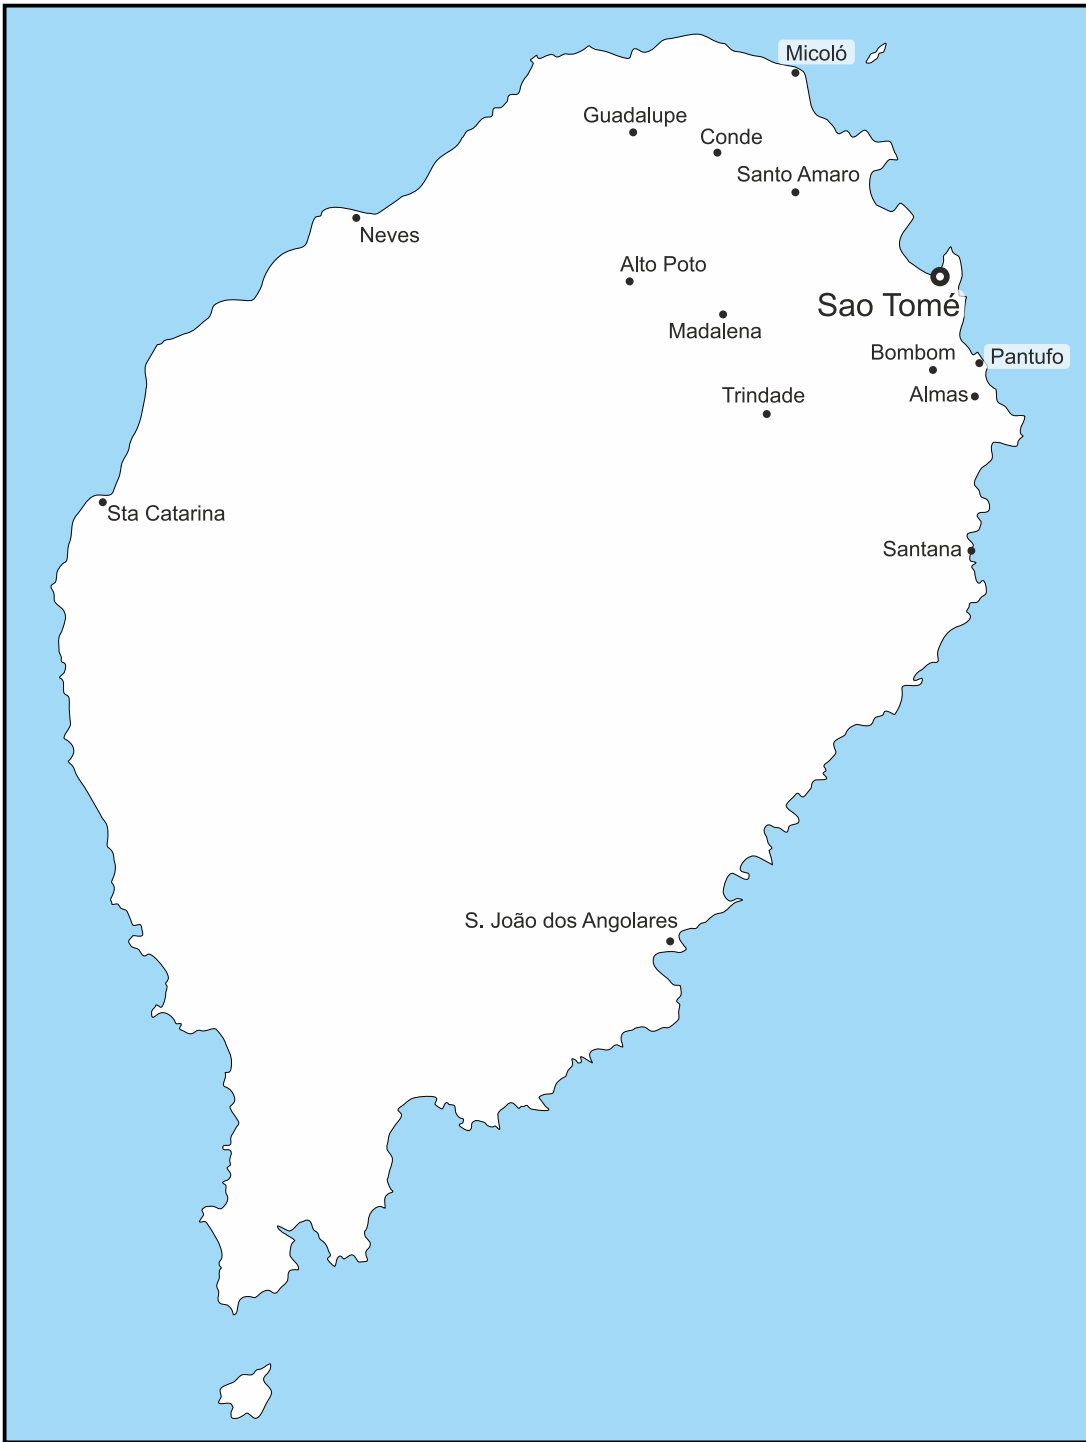 Micoló
Guadalupe
Conde
Santo Amaro
Neves
Alto Poto
Sao Tomé
Madalena
Bombom
Pantufo
Trindade
Almas
Sta Catarina
Santana
S. João dos Angolares